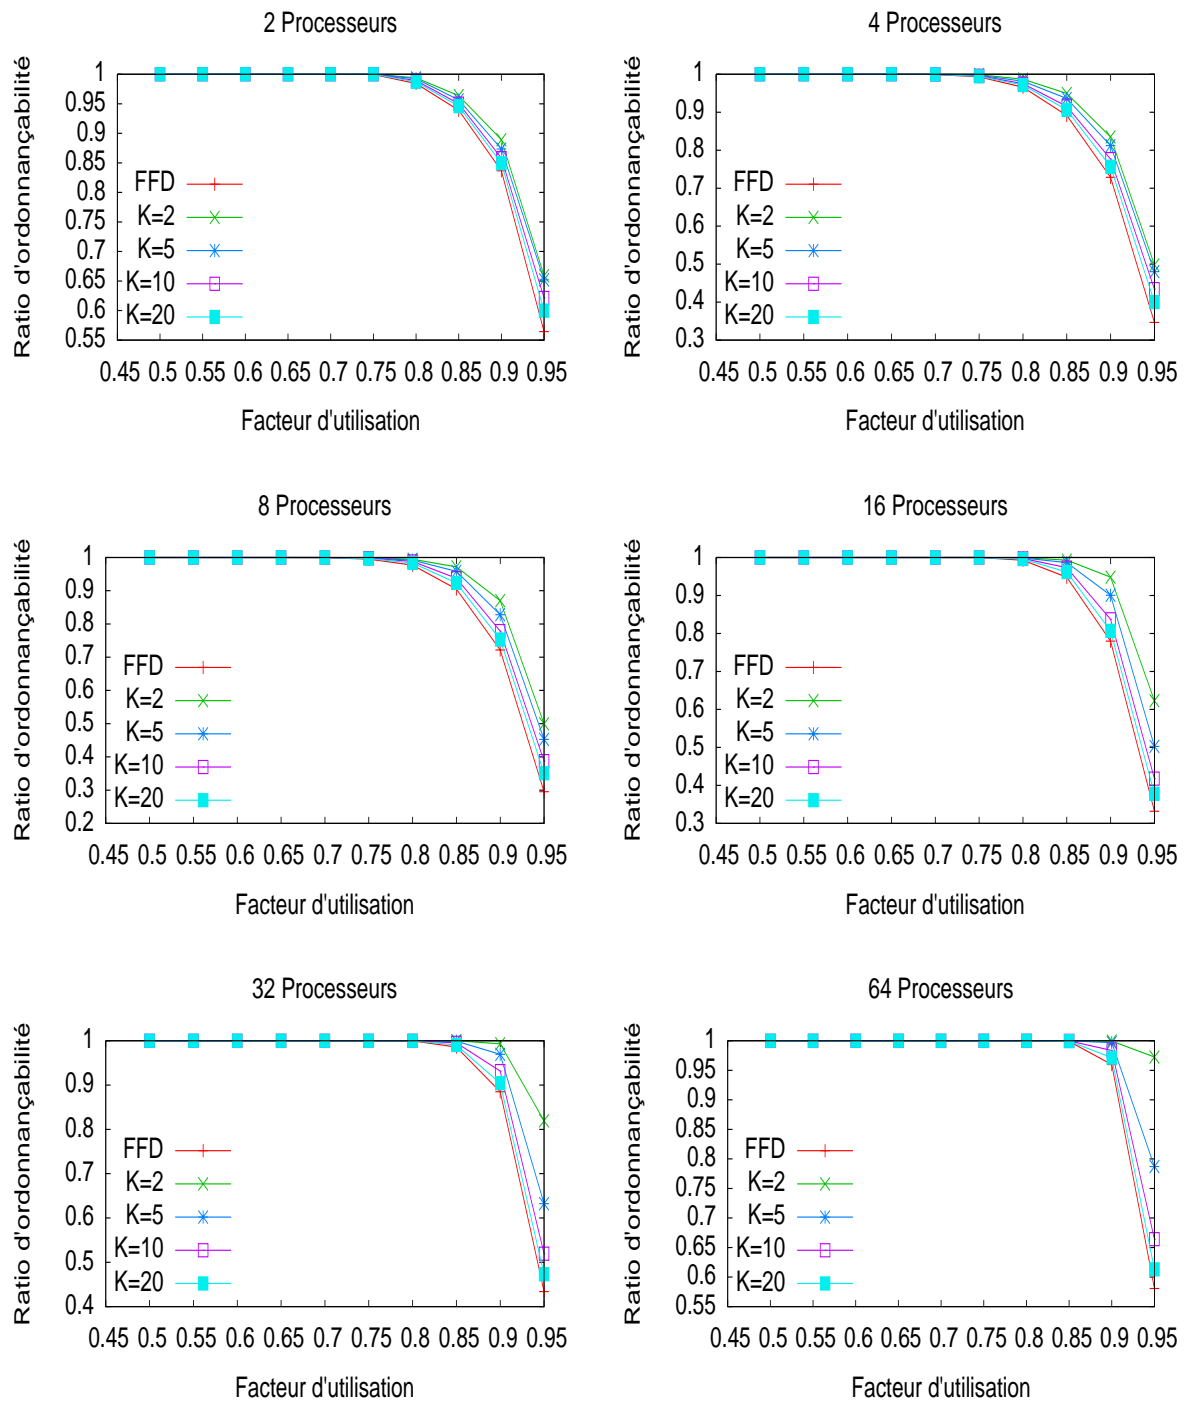 2 Processeurs
Ratio d'ordonnançabilité
1
0.95
0.9
0.85
0.8
0.75
0.7
0.65
0.6
0.55
FFD
K=2
K=5
K=10
K=20
0.45 0.5 0.55 0.6 0.65 0.7 0.75 0.8 0.85 0.9 0.95
Facteur d'utilisation
4 Processeurs
Ratio d'ordonnançabilité
1
0.9
0.8
0.7
0.6
0.5
0.4
0.3
FFD
K=2
K=5
K=10
K=20
0.45 0.5 0.55 0.6 0.65 0.7 0.75 0.8 0.85 0.9 0.95
Facteur d'utilisation
8 Processeurs
Ratio d'ordonnançabilité
1
0.9
0.8
0.7
0.6
0.5
0.4
0.3
0.2
FFD
K=2
K=5
K=10
K=20
0.45 0.5 0.55 0.6 0.65 0.7 0.75 0.8 0.85 0.9 0.95
Facteur d'utilisation
16 Processeurs
Ratio d'ordonnançabilité
1
0.9
0.8
0.7
0.6
0.5
0.4
0.3
FFD
K=2
K=5
K=10
K=20
0.45 0.5 0.55 0.6 0.65 0.7 0.75 0.8 0.85 0.9 0.95
Facteur d'utilisation
32 Processeurs
Ratio d'ordonnançabilité
1
0.9
0.8
0.7
0.6
0.5
0.4
FFD
K=2
K=5
K=10
K=20
0.45 0.5 0.55 0.6 0.65 0.7 0.75 0.8 0.85 0.9 0.95
Facteur d'utilisation
64 Processeurs
Ratio d'ordonnançabilité
1
0.95
0.9
0.85
0.8
0.75
0.7
0.65
0.6
0.55
FFD
K=2
K=5
K=10
K=20
0.45 0.5 0.55 0.6 0.65 0.7 0.75 0.8 0.85 0.9 0.95
Facteur d'utilisation